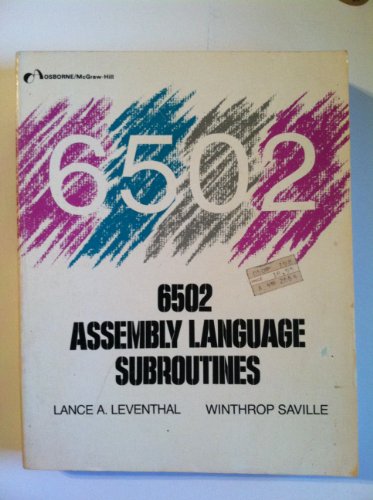 OSBORNE/McGraw-Hill
6502
6502
ASSEMBLY LANGUAGE
SUBROUTINES
LANCE A. LEVENTHAL WINTHROP SAVILLE